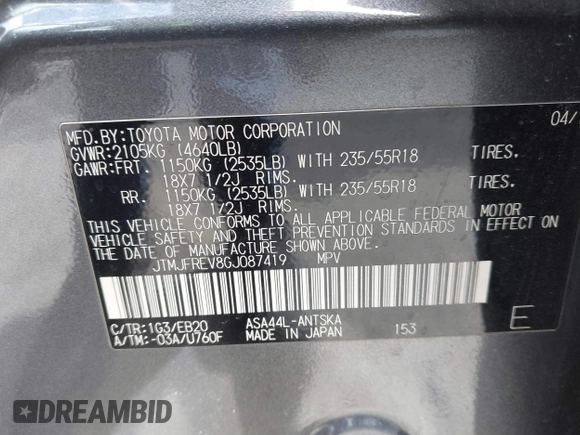 MFD.BY:TOYOTA MOTOR CORPORATION 04/
GVWR:2105KG (4640LB)
GAWR:FRT. 1150KG (2535LB) WITH 235/55R18 TIRES.
18X7 1/2J RIMS.
RR. 1150KG (2535LB) WITH 235/55R18 TIRES.
18X7 1/2J RIMS.
THIS VEHICLE CONFORMS TO ALL APPLICABLE FEDERAL MOTOR
VEHICLE SAFETY AND THEFT PREVENTION STANDARDS IN EFFECT ON
THE DATE OF MANUFACTURE SHOWN ABOVE.
JTMJFREV8GJ087419 MPV
C/TR:1G3/EB20 ASA44L-ANTSKA E
A/TM:-03A/U760F MADE IN JAPAN 153
DREAMBID